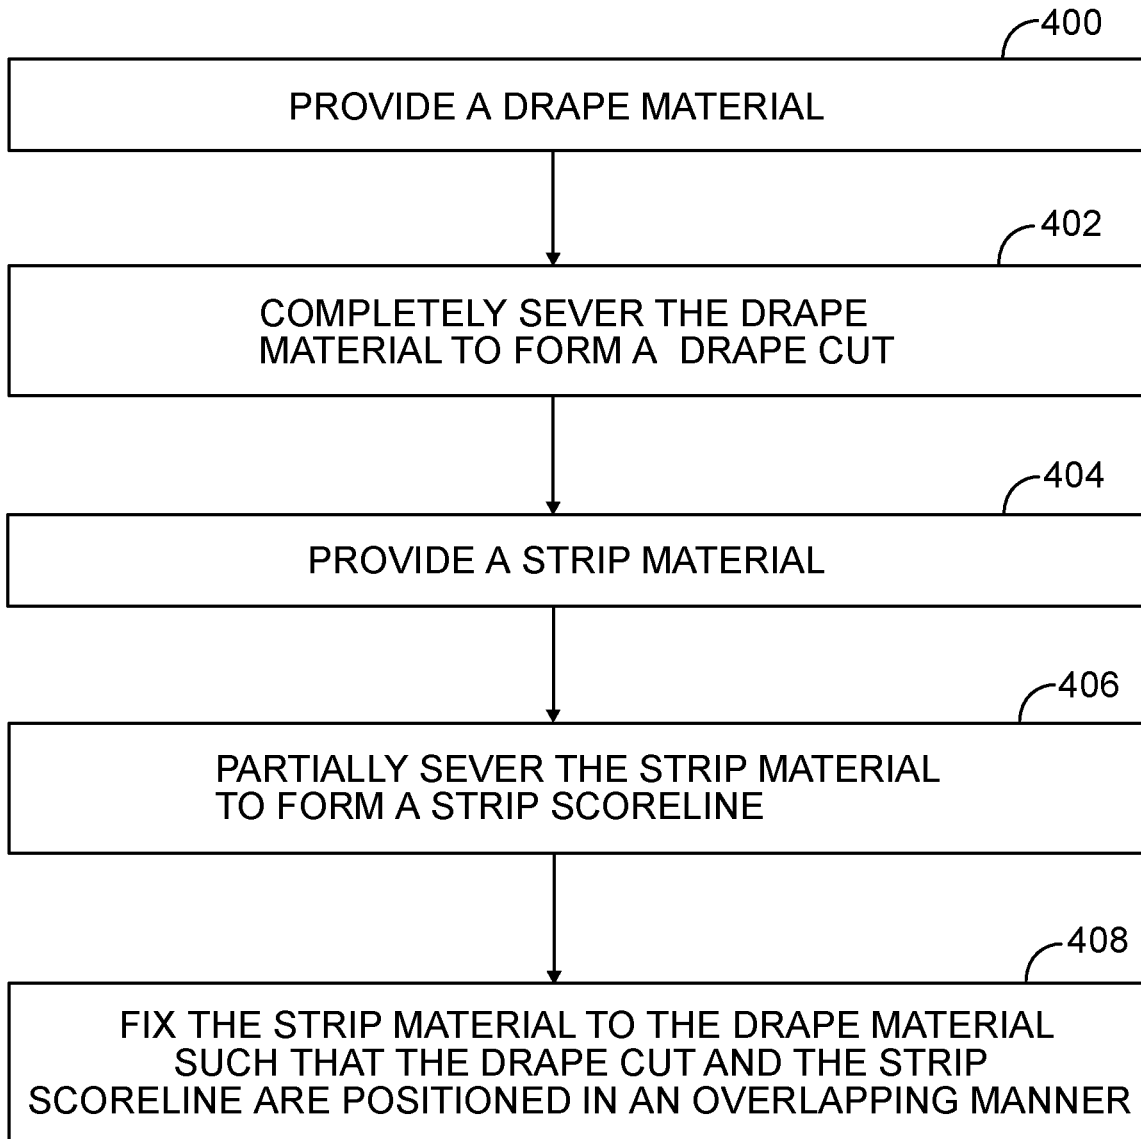 400
PROVIDE A DRAPE MATERIAL
402
COMPLETELY SEVER THE DRAPE
MATERIAL TO FORM A DRAPE CUT
404
PROVIDE A STRIP MATERIAL
406
PARTIALLY SEVER THE STRIP MATERIAL
TO FORM A STRIP SCORELINE
408
FIX THE STRIP MATERIAL TO THE DRAPE MATERIAL
SUCH THAT THE DRAPE CUT AND THE STRIP
SCORELINE ARE POSITIONED IN AN OVERLAPPING MANNER